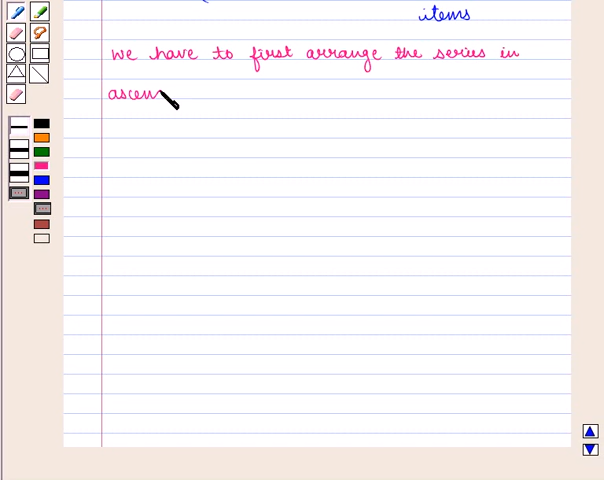 items
we have to first arrange the series in
ascen